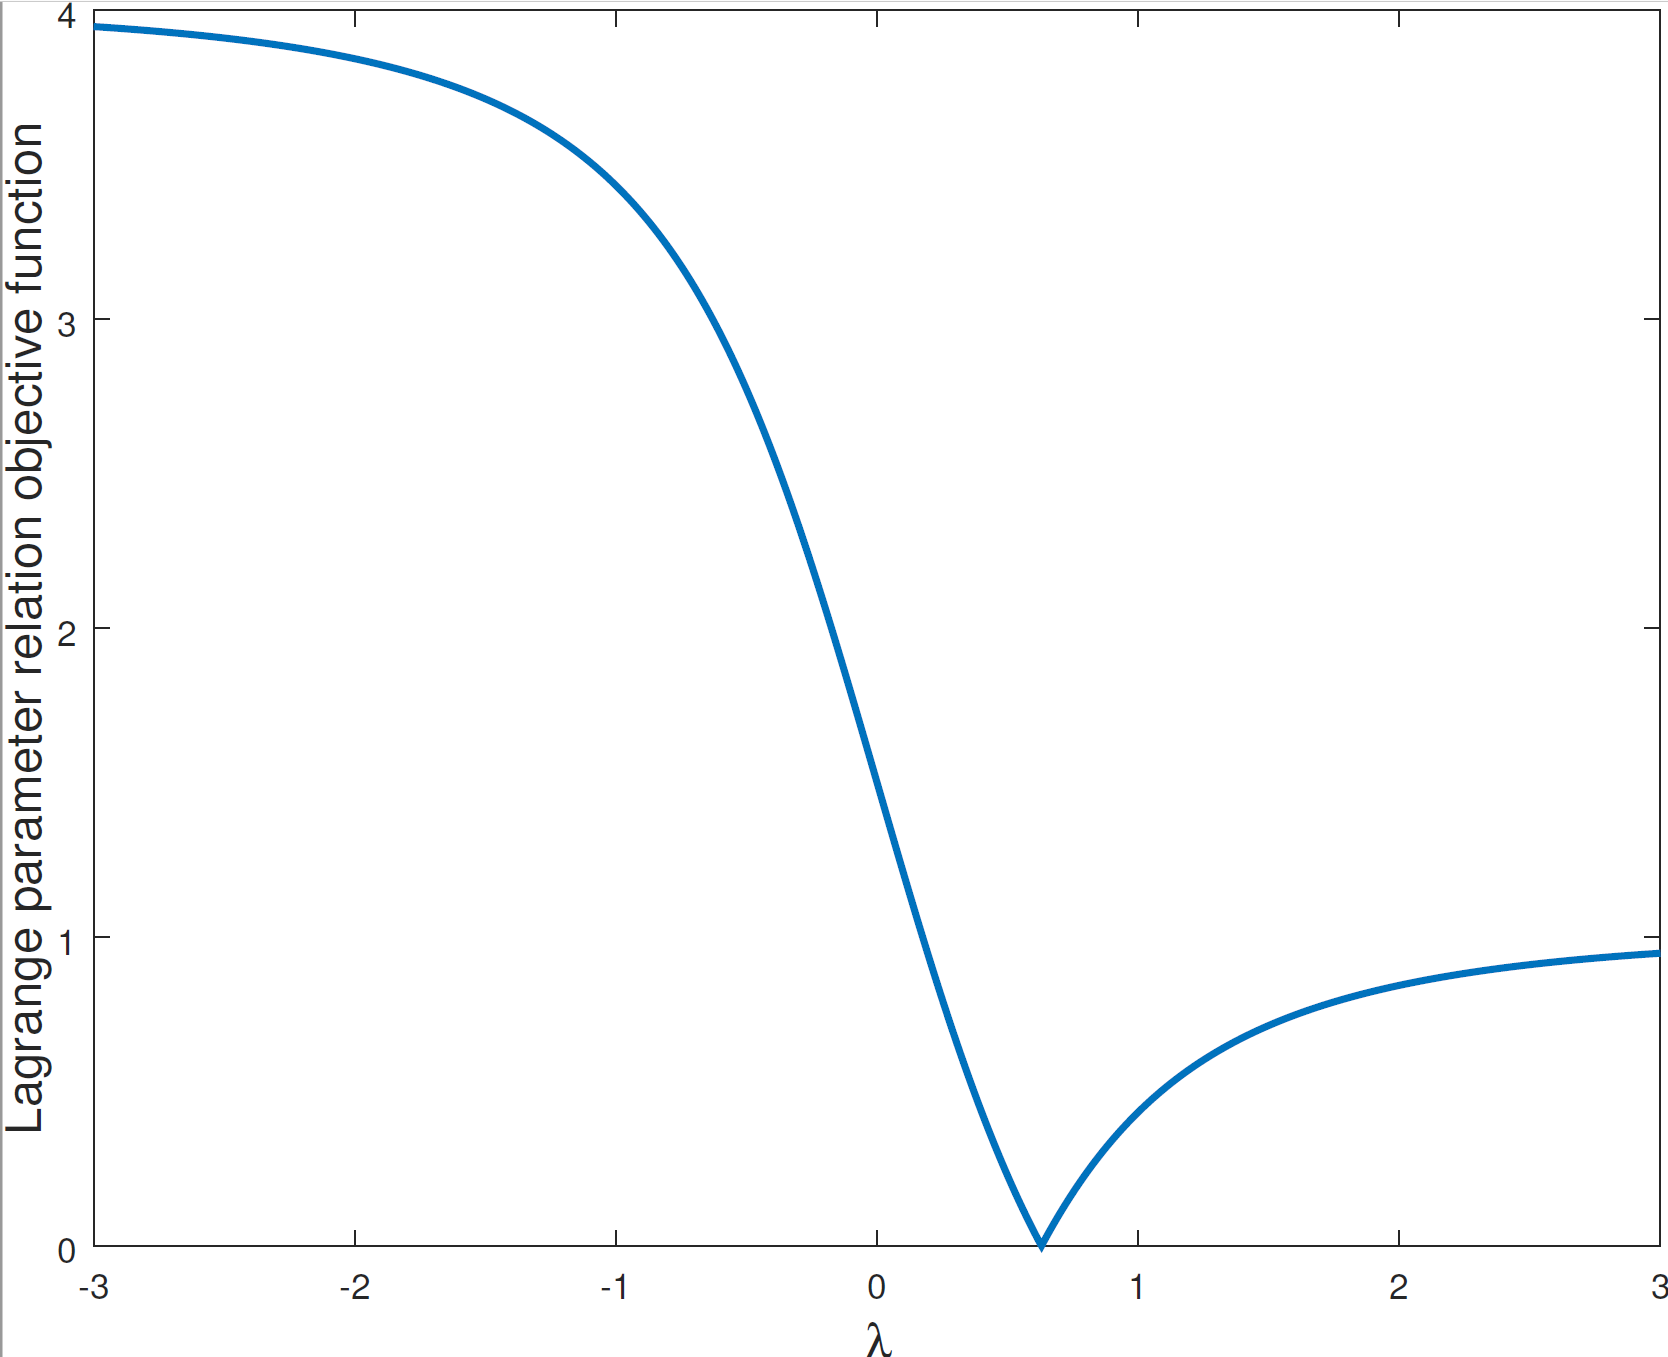 Lagrange parameter relation objective function
4
3
2
1
0
-3 -2 -1 0 1 2 3
λ